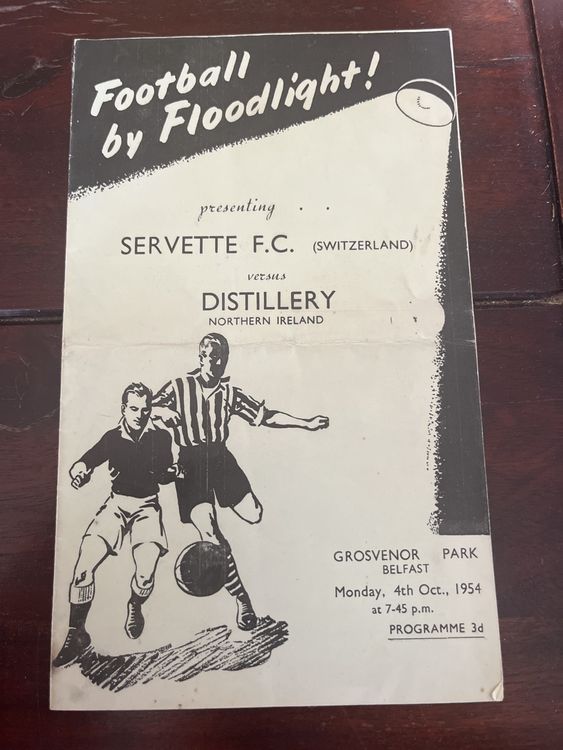 Football
by Floodlight!
presenting . .
SERVETTE F.C. (SWITZERLAND)
versus
DISTILLERY
NORTHERN IRELAND
GROSVENOR PARK
BELFAST
Monday, 4th Oct., 1954
at 7-45 p.m.
PROGRAMME 3d